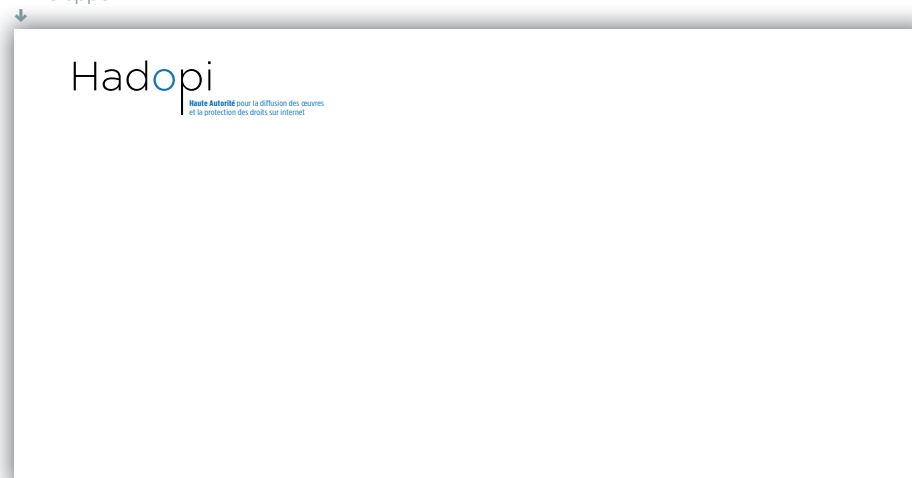 Hadopi
Haute Autorité pour la diffusion des œuvres
et la protection des droits sur internet